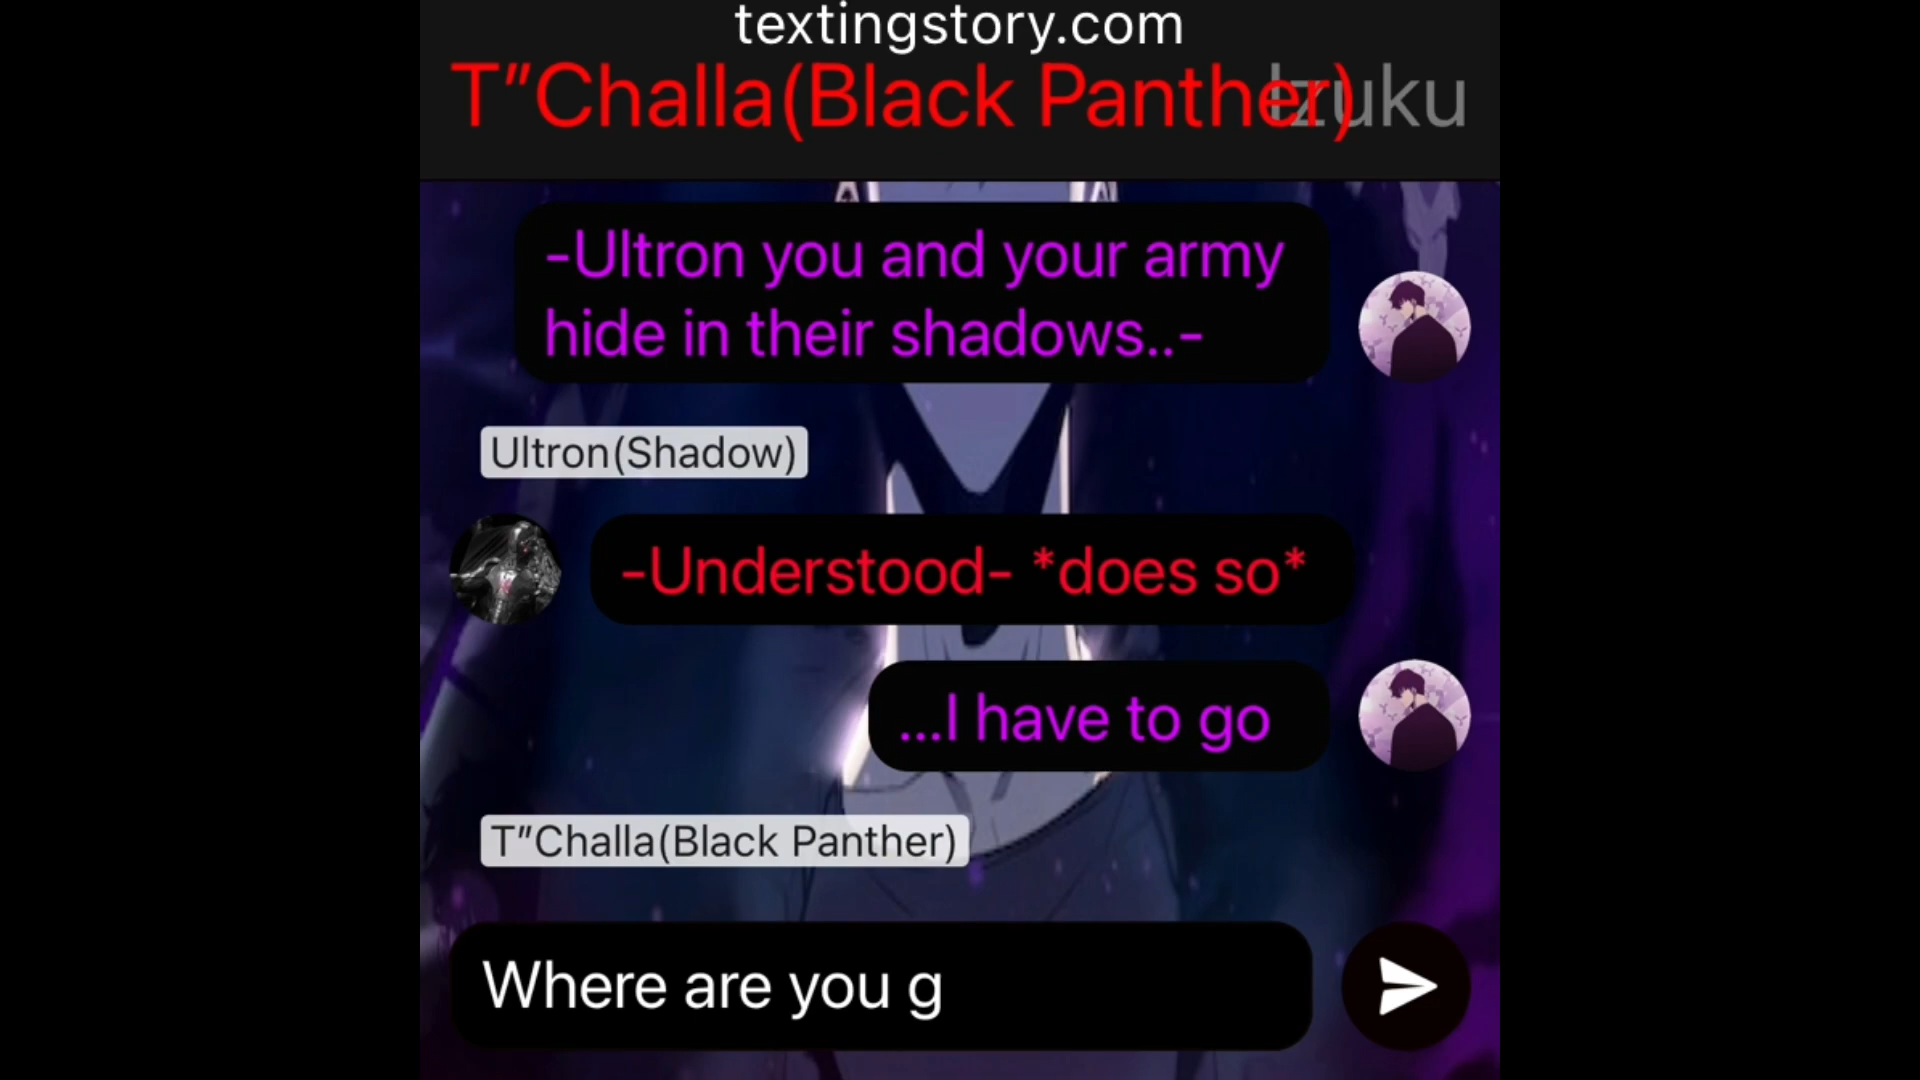 textingstory.com
T"Challa(Black Panther) Izuku
-Ultron you and your army
hide in their shadows..-
Ultron(Shadow)
-Understood- *does so*
...I have to go
T"Challa(Black Panther)
Where are you g